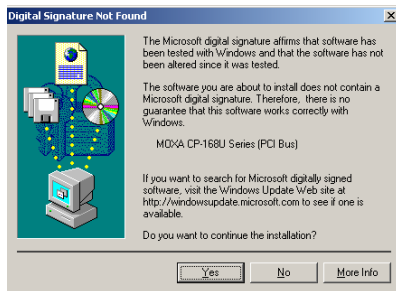 Digital Signature Not Found
The Microsoft digital signature affirms that software has
been tested with Windows and that the software has not
been altered since it was tested.
The software you are about to install does not contain a
Microsoft digital signature. Therefore, there is no
guarantee that this software works correctly with
Windows.
MOXA CP-168U Series (PCI Bus)
If you want to search for Microsoft digitally signed
software, visit the Windows Update Web site at
http://windowsupdate.microsoft.com to see if one is
available.
Do you want to continue the installation?
Yes No More Info